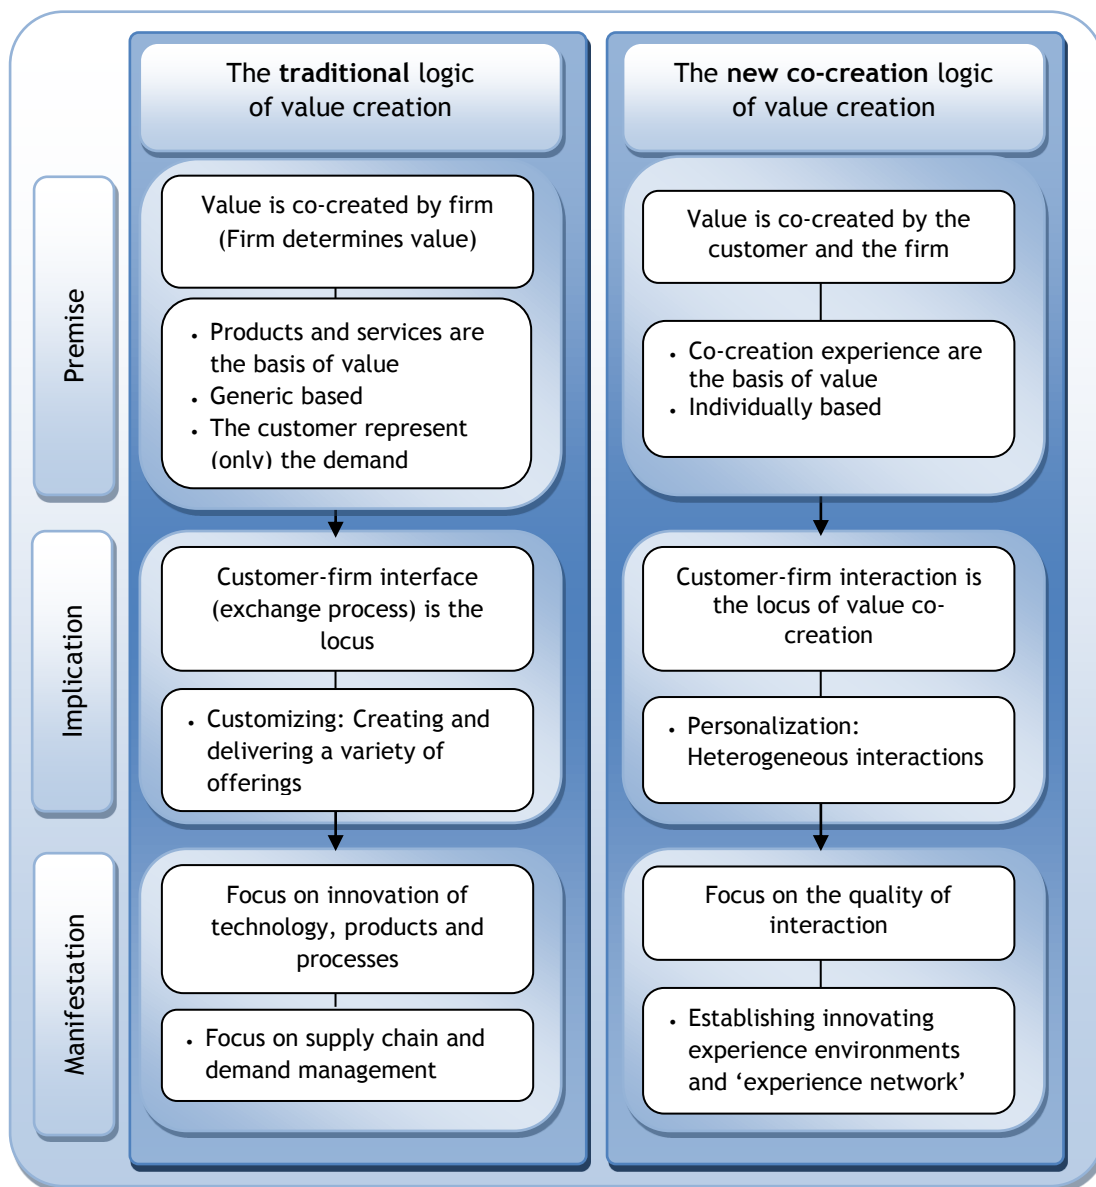 The traditional logic
of value creation
The new co-creation logic
of value creation
Premise
Value is co-created by firm
(Firm determines value)
• Products and services are
the basis of value
• Generic based
• The customer represent
(only) the demand
Value is co-created by the
customer and the firm
• Co-creation experience are
the basis of value
• Individually based
Implication
Customer-firm interface
(exchange process) is the
locus
• Customizing: Creating and
delivering a variety of
offerings
Customer-firm interaction is
the locus of value co-
creation
• Personalization:
Heterogeneous interactions
Manifestation
Focus on innovation of
technology, products and
processes
• Focus on supply chain and
demand management
Focus on the quality of
interaction
• Establishing innovating
experience environments
and ‘experience network’